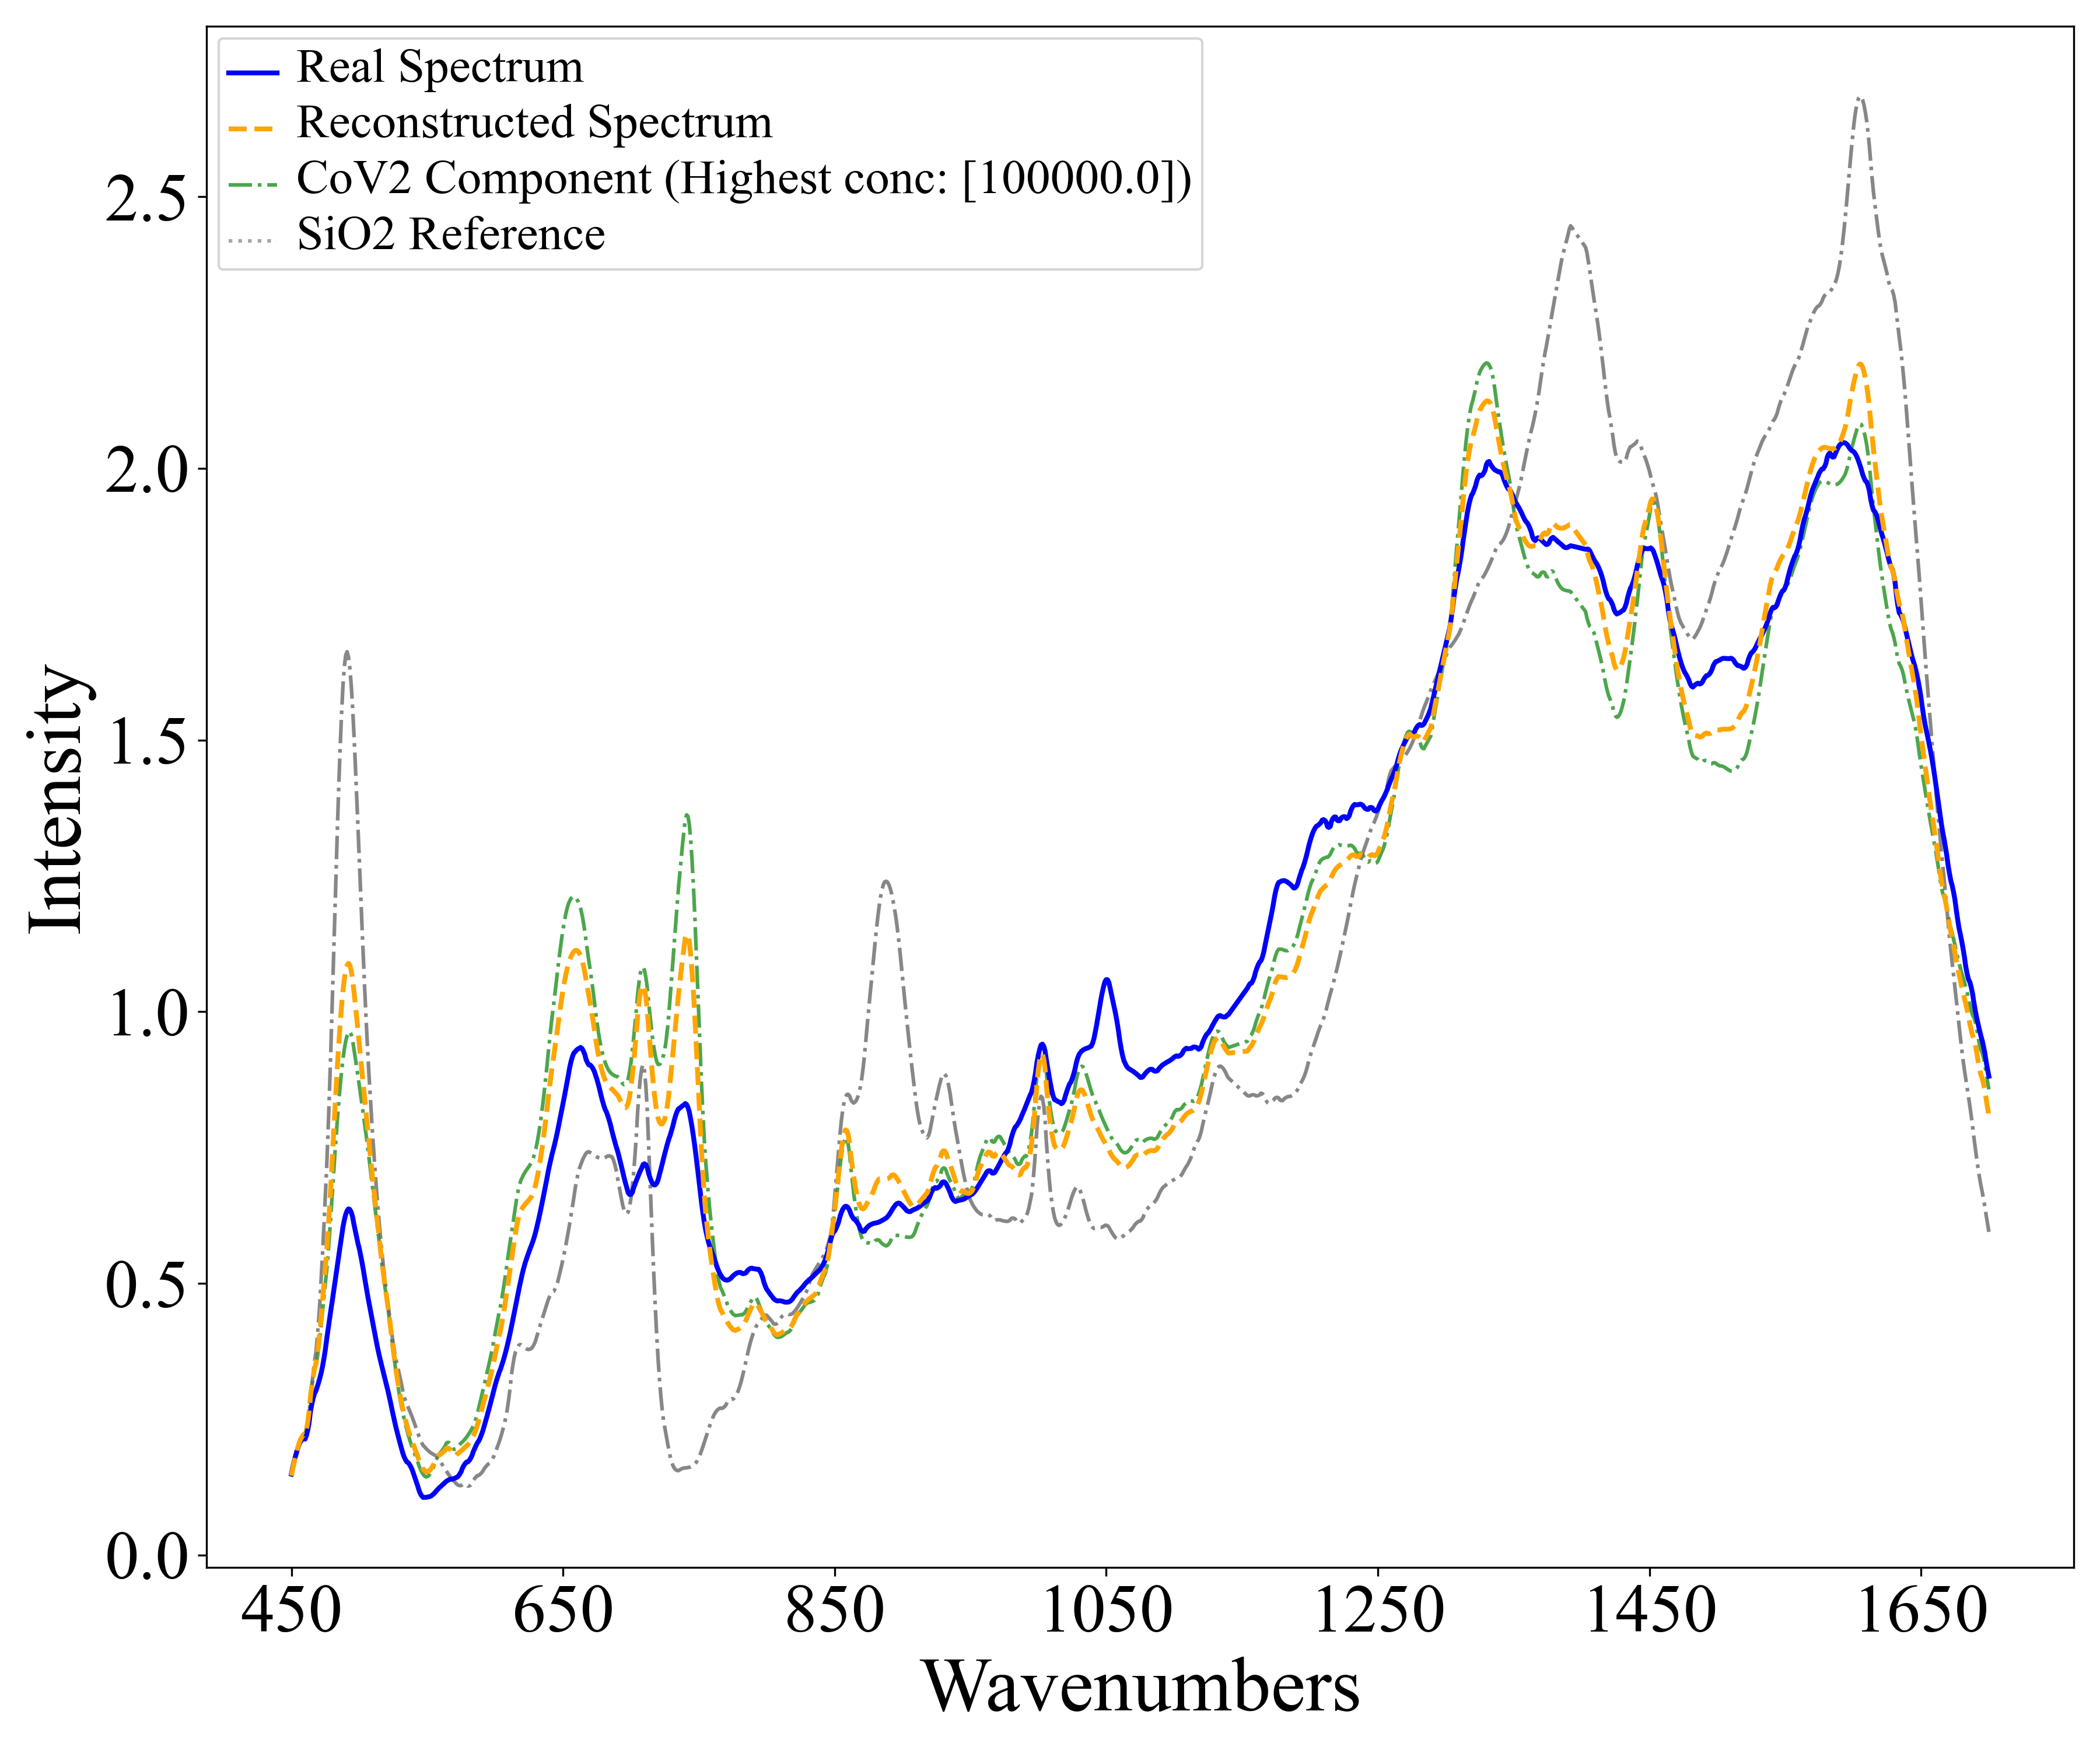 Real Spectrum
Reconstructed Spectrum
CoV2 Component (Highest conc: [100000.0])
SiO2 Reference
Intensity
2.5
2.0
1.5
1.0
0.5
0.0
450 650 850 1050 1250 1450 1650
Wavenumbers